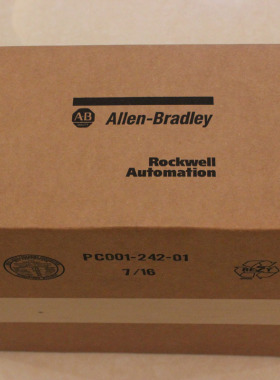 AB Allen-Bradley
Rockwell
Automation
PC001-242-01
7/16